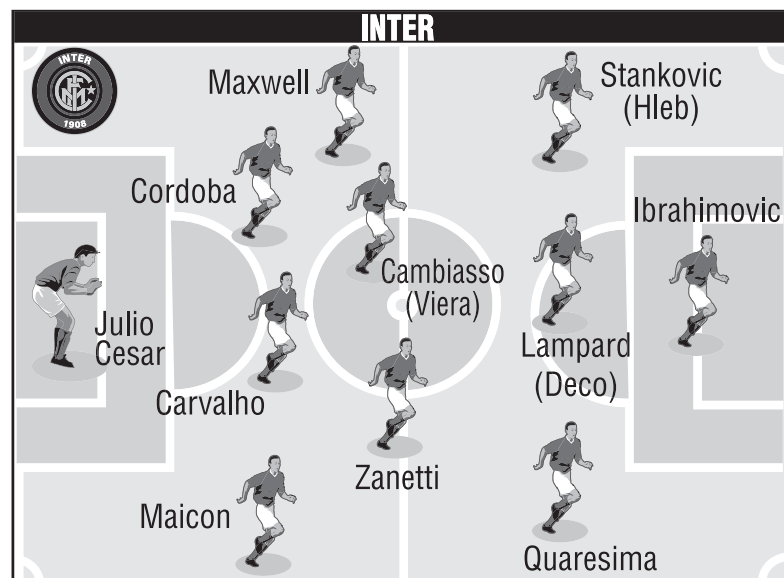 INTER
INTER
1908
Maxwell
Stankovic
(Hleb)
Cordoba
Ibrahimovic
Cambiasso
(Viera)
Julio
Cesar
Lampard
(Deco)
Carvalho
Zanetti
Maicon
Quaresima